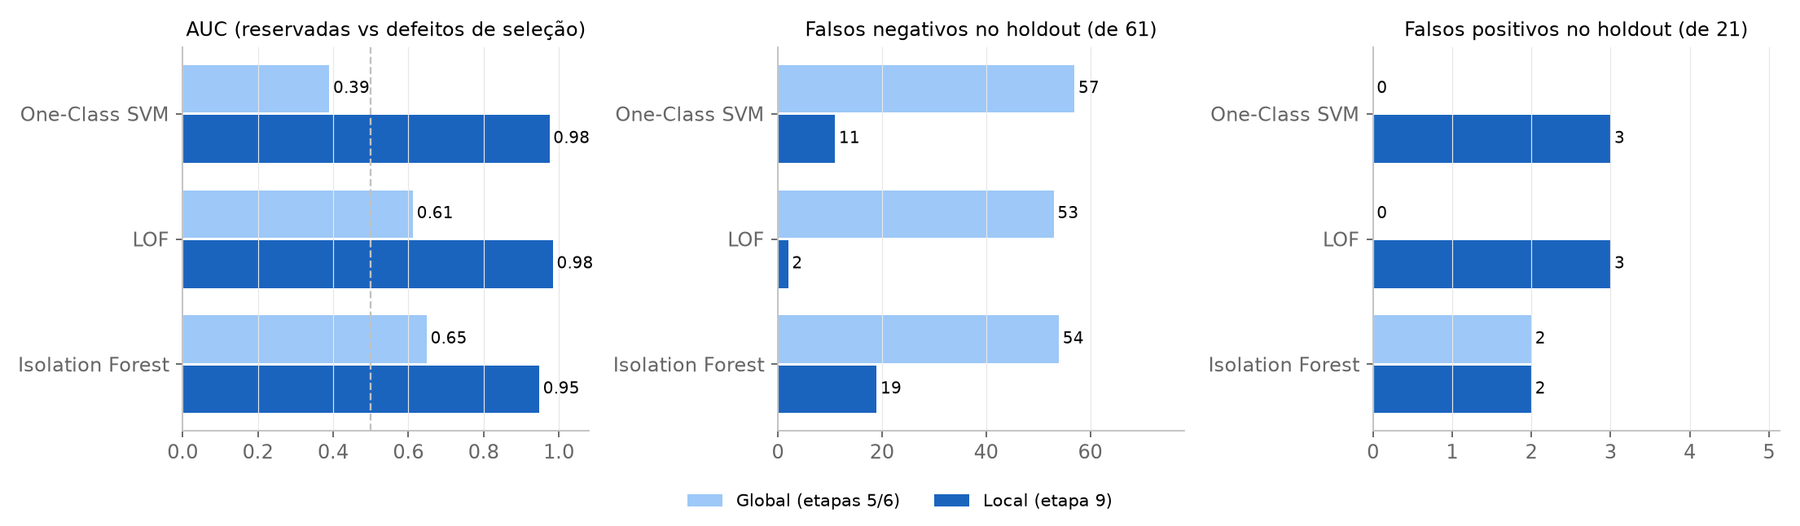 AUC (reservadas vs defeitos de seleção)
One-Class SVM
0.39
0.98
LOF
0.61
0.98
Isolation Forest
0.65
0.95
0.0 0.2 0.4 0.6 0.8 1.0
Falsos negativos no holdout (de 61)
One-Class SVM
57
11
LOF
53
2
Isolation Forest
54
19
0 20 40 60
Falsos positivos no holdout (de 21)
One-Class SVM
0
3
LOF
0
3
Isolation Forest
2
2
0 1 2 3 4 5
Global (etapas 5/6) Local (etapa 9)